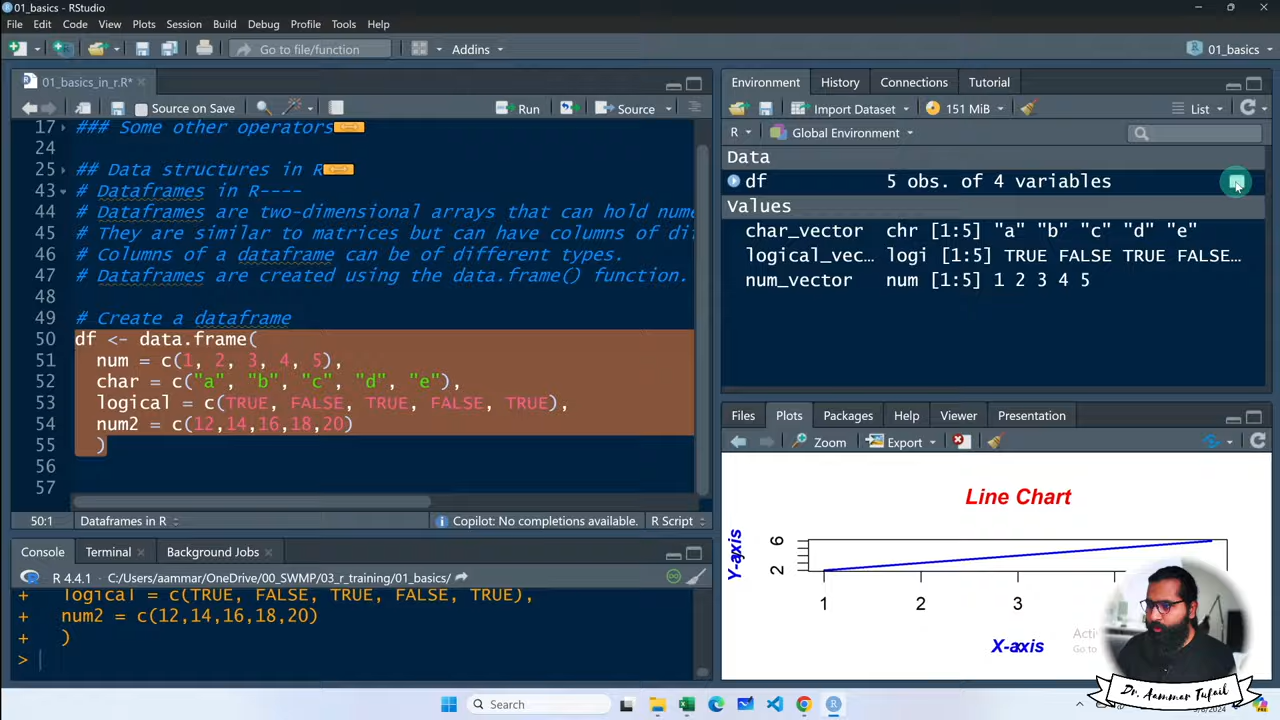 01_basics - RStudio
File Edit Code View Plots Session Build Debug Profile Tools Help
Go to file/function
Addins
01_basics
01_basics_in_r.R*
Source on Save
Run
Source
17 ### Some other operators
24
25 ## Data structures in R
43 # Dataframes in R----
44 # Dataframes are two-dimensional arrays that can hold nume
45 # They are similar to matrices but can have columns of di
46 # Columns of a dataframe can be of different types.
47 # Dataframes are created using the data.frame() function.
48
49 # Create a dataframe
50 df <- data.frame(
51 num = c(1, 2, 3, 4, 5),
52 char = c("a", "b", "c", "d", "e"),
53 logical = c(TRUE, FALSE, TRUE, FALSE, TRUE),
54 num2 = c(12,14,16,18,20)
55 )
56
57
50:1 Dataframes in R
Copilot: No completions available.
R Script
Console Terminal Background Jobs
R 4.4.1 · C:/Users/aammar/OneDrive/00_SWMP/03_r_training/01_basics/
+ logical = c(TRUE, FALSE, TRUE, FALSE, TRUE),
+ num2 = c(12,14,16,18,20)
+ )
>
Environment History Connections Tutorial
Import Dataset 151 MiB List
R Global Environment
Data
df 5 obs. of 4 variables
Values
char_vector chr [1:5] "a" "b" "c" "d" "e"
logical_vec… logi [1:5] TRUE FALSE TRUE FALSE…
num_vector num [1:5] 1 2 3 4 5
Files Plots Packages Help Viewer Presentation
Zoom Export
Line Chart
Y-axis
6
2
1 2 3
X-axis
Activ
Go to
Dr. Aammar Tufail
Search